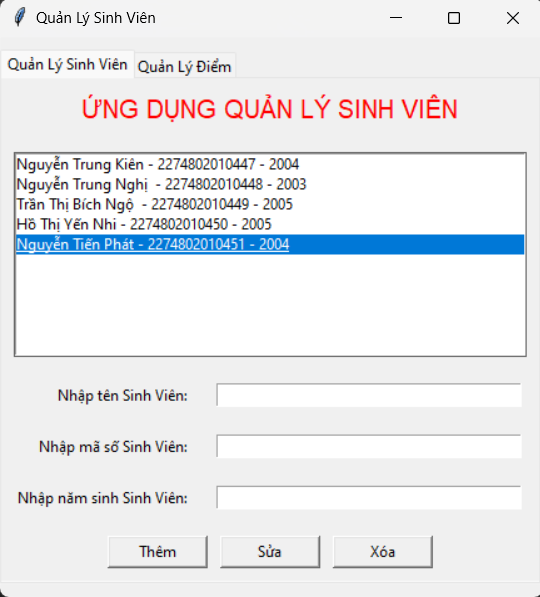 Quản Lý Sinh Viên
Quản Lý Sinh Viên Quản Lý Điểm
ỨNG DỤNG QUẢN LÝ SINH VIÊN
Nguyễn Trung Kiên - 2274802010447 - 2004
Nguyễn Trung Nghị  - 2274802010448 - 2003
Trần Thị Bích Ngộ  - 2274802010449 - 2005
Hồ Thị Yến Nhi - 2274802010450 - 2005
Nguyễn Tiến Phát - 2274802010451 - 2004
Nhập tên Sinh Viên:
Nhập mã số Sinh Viên:
Nhập năm sinh Sinh Viên:
Thêm Sửa Xóa